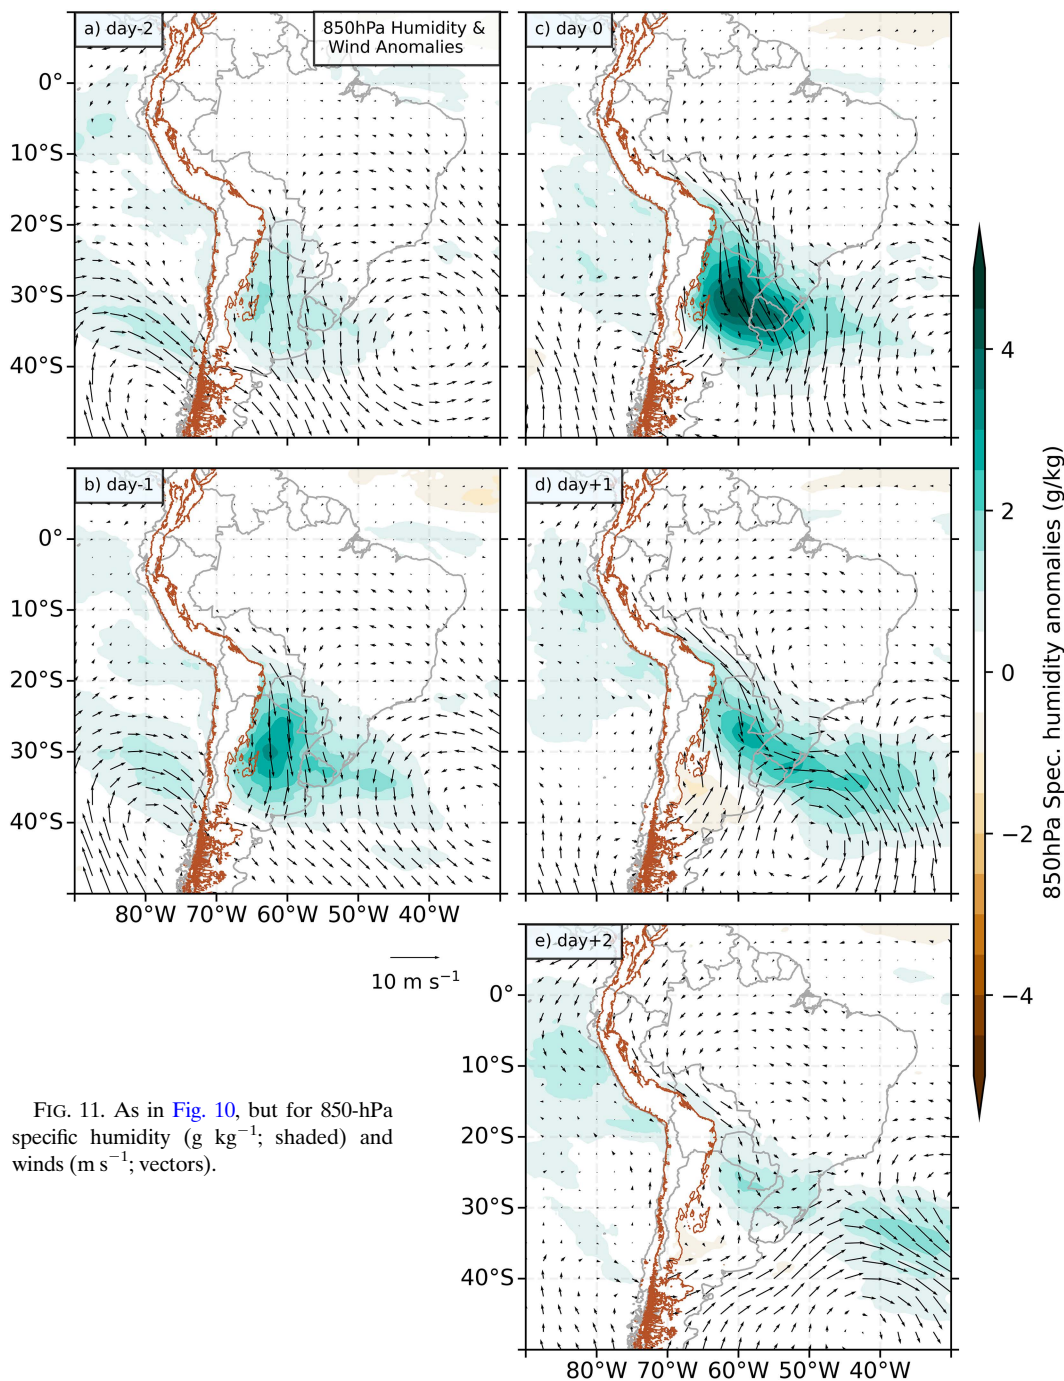 a) day-2
850hPa Humidity &
Wind Anomalies
0°
10°S
20°S
30°S
40°S
c) day 0
b) day-1
0°
10°S
20°S
30°S
40°S
80°W 70°W 60°W 50°W 40°W
d) day+1
10 m s⁻¹
e) day+2
0°
10°S
20°S
30°S
40°S
80°W 70°W 60°W 50°W 40°W
4
2
0
−2
−4
850hPa Spec. humidity anomalies (g/kg)
FIG. 11. As in Fig. 10, but for 850-hPa
specific humidity (g kg⁻¹; shaded) and
winds (m s⁻¹; vectors).